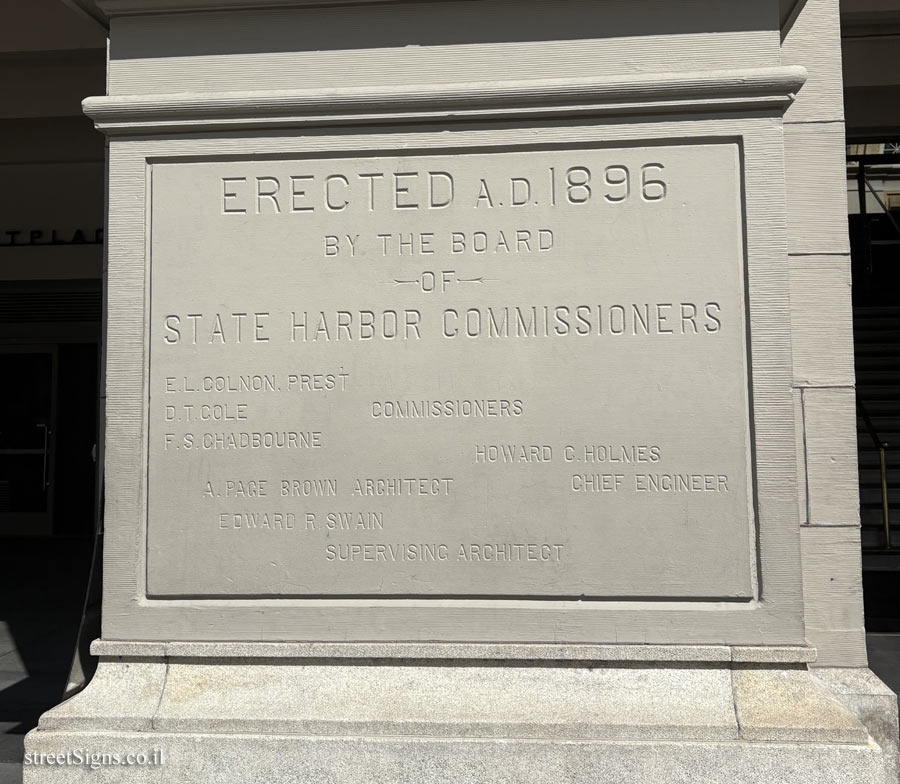 ERECTED A.D. 1896
BY THE BOARD
OF
STATE HARBOR COMMISSIONERS
E.L. COLNON, PREST
D.T. COLE
COMMISSIONERS
F.S. CHADBOURNE
HOWARD C. HOLMES
CHIEF ENGINEER
A. PAGE BROWN ARCHITECT
EDWARD R. SWAIN
SUPERVISING ARCHITECT
streetSigns.co.il